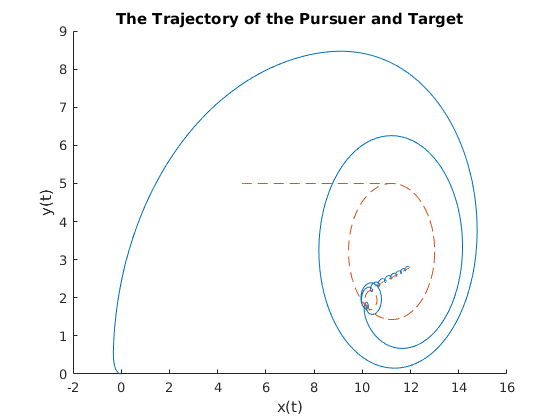 The Trajectory of the Pursuer and Target
9
8
7
6
5
4
3
2
1
0
y(t)
-2 0 2 4 6 8 10 12 14 16
x(t)